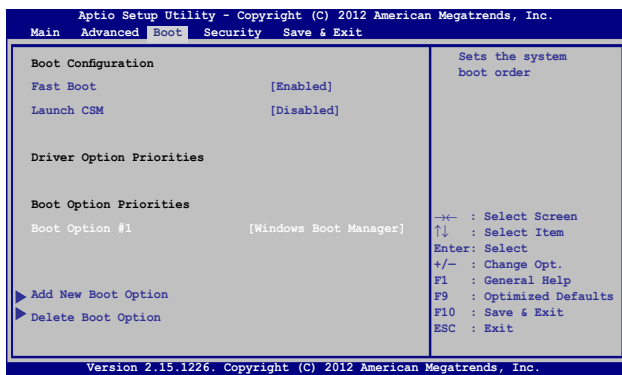 Aptio Setup Utility - Copyright (C) 2012 American Megatrends, Inc.
Main Advanced Boot Security Save & Exit
Boot Configuration
Fast Boot [Enabled]
Launch CSM [Disabled]
Driver Option Priorities
Boot Option Priorities
Boot Option #1 [Windows Boot Manager]
Add New Boot Option
Delete Boot Option
Sets the system
boot order
→← : Select Screen
↑↓ : Select Item
Enter: Select
+/— : Change Opt.
F1 : General Help
F9 : Optimized Defaults
F10 : Save & Exit
ESC : Exit
Version 2.15.1226. Copyright (C) 2012 American Megatrends, Inc.